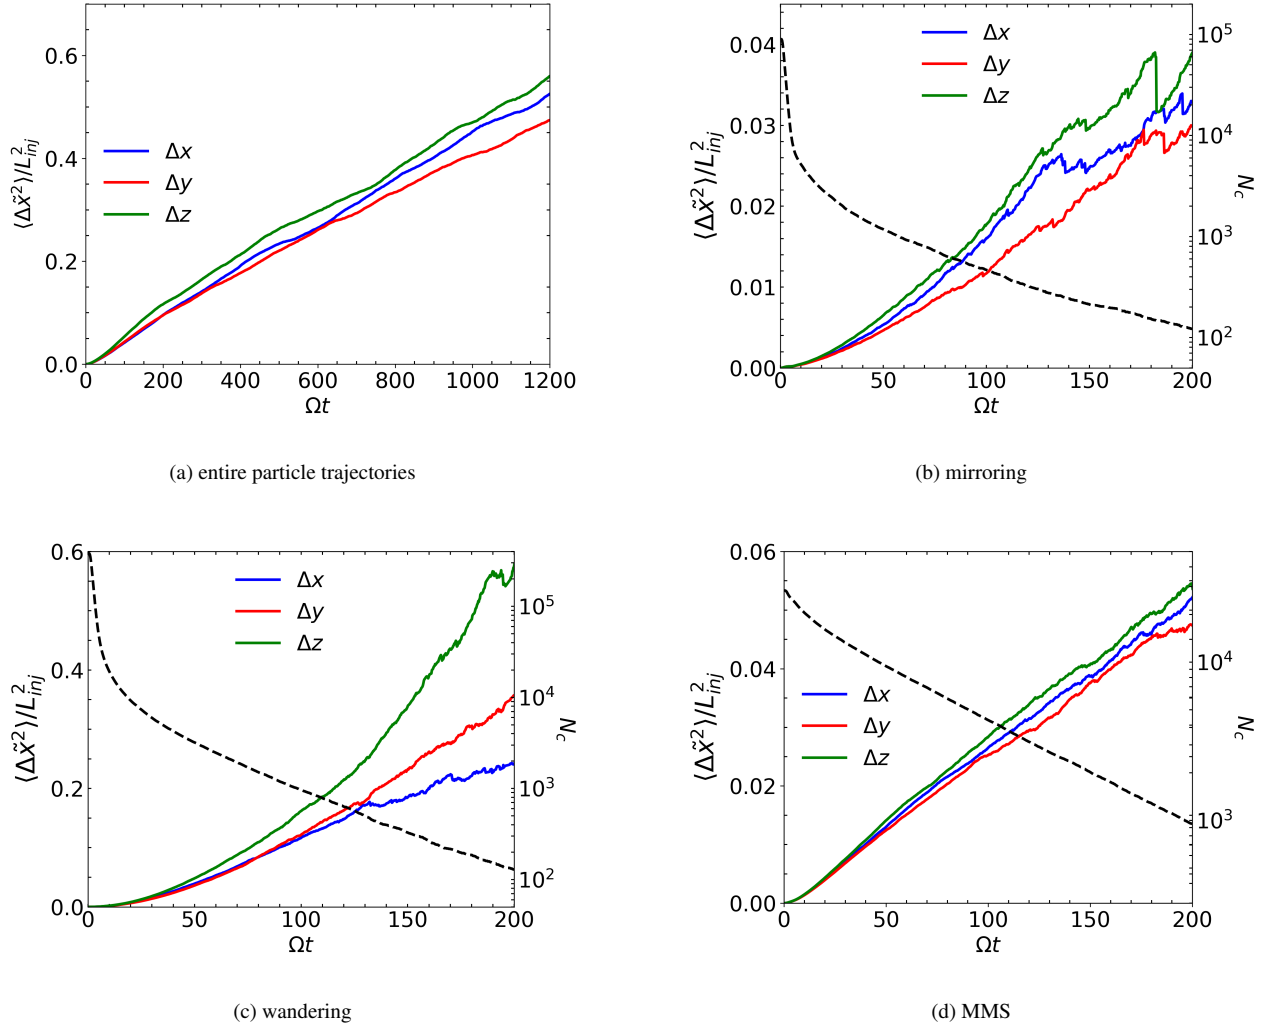 0.6
0.4
0.2
0.0
⟨Δx̃²⟩/L²inj
Δx
Δy
Δz
0 200 400 600 800 1000 1200
Ωt
(a) entire particle trajectories
0.04
0.03
0.02
0.01
0.00
⟨Δx̃²⟩/L²inj
Δx
Δy
Δz
10⁵
10⁴
10³
10²
Nc
0 50 100 150 200
Ωt
(b) mirroring
0.6
0.4
0.2
0.0
⟨Δx̃²⟩/L²inj
Δx
Δy
Δz
10⁵
10⁴
10³
10²
Nc
0 50 100 150 200
Ωt
(c) wandering
0.06
0.04
0.02
0.00
⟨Δx̃²⟩/L²inj
Δx
Δy
Δz
10⁴
10³
Nc
0 50 100 150 200
Ωt
(d) MMS